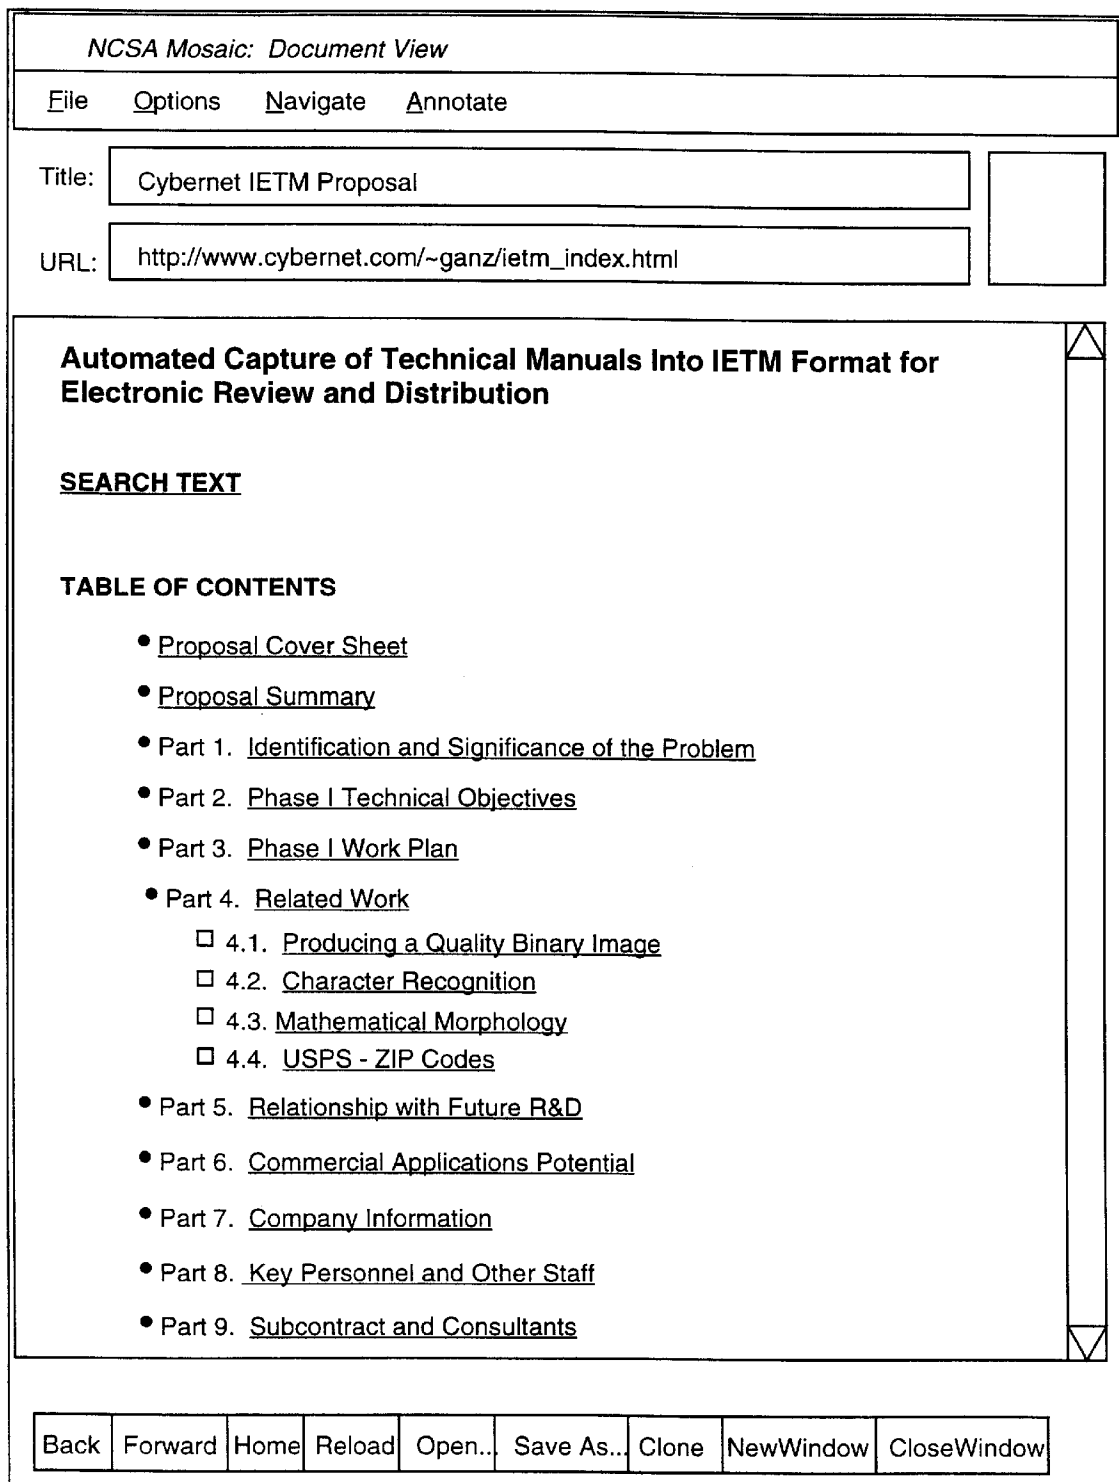 NCSA Mosaic: Document View
File Options Navigate Annotate
Title: Cybernet IETM Proposal
URL: http://www.cybernet.com/~ganz/ietm_index.html
Automated Capture of Technical Manuals Into IETM Format for
Electronic Review and Distribution
SEARCH TEXT
TABLE OF CONTENTS
• Proposal Cover Sheet
• Proposal Summary
• Part 1. Identification and Significance of the Problem
• Part 2. Phase I Technical Objectives
• Part 3. Phase I Work Plan
• Part 4. Related Work
□ 4.1. Producing a Quality Binary Image
□ 4.2. Character Recognition
□ 4.3. Mathematical Morphology
□ 4.4. USPS - ZIP Codes
• Part 5. Relationship with Future R&D
• Part 6. Commercial Applications Potential
• Part 7. Company Information
• Part 8. Key Personnel and Other Staff
• Part 9. Subcontract and Consultants
Back Forward Home Reload Open... Save As... Clone NewWindow CloseWindow